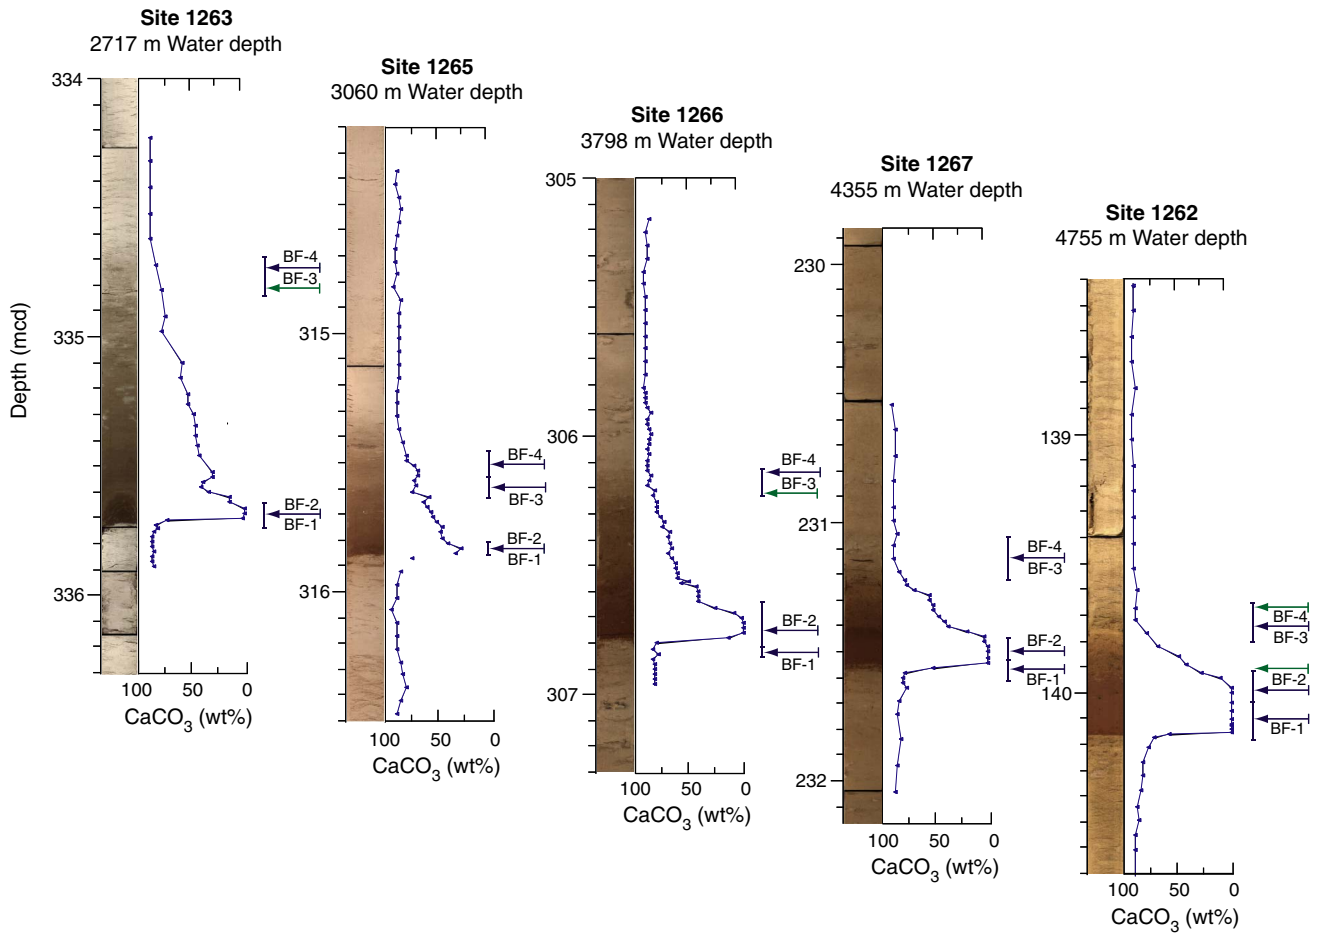 Site 1263
2717 m Water depth
334
335
336
Depth (mcd)
BF-4
BF-3
BF-2
BF-1
100 50 0
CaCO3 (wt%)
Site 1265
3060 m Water depth
315
316
BF-4
BF-3
BF-2
BF-1
100 50 0
CaCO3 (wt%)
Site 1266
3798 m Water depth
305
306
307
BF-4
BF-3
BF-2
BF-1
100 50 0
CaCO3 (wt%)
Site 1267
4355 m Water depth
230
231
232
BF-4
BF-3
BF-2
BF-1
100 50 0
CaCO3 (wt%)
Site 1262
4755 m Water depth
139
140
BF-4
BF-3
BF-2
BF-1
100 50 0
CaCO3 (wt%)